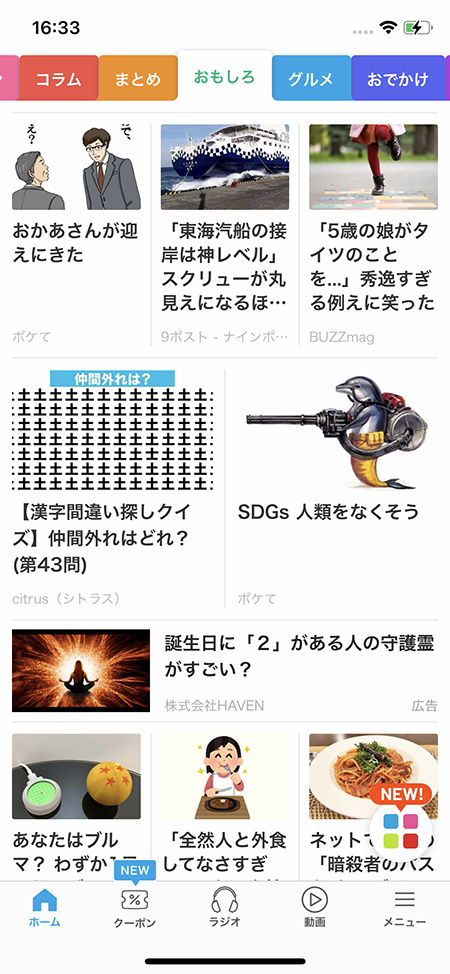 16:33
コラム
まとめ
おもしろ
グルメ
おでかけ
え?
で、
おかあさんが迎
えにきた
ボケて
「東海汽船の接
岸は神レベル」
スクリューが丸
見えになるほ…
9ポスト - ナインポ…
「5歳の娘がタ
イツのこと
を...」秀逸すぎ
る例えに笑った
BUZZmag
仲間外れは?
【漢字間違い探しクイ
ズ】仲間外れはどれ?
(第43問)
citrus（シトラス）
SDGs 人類をなくそう
ボケて
誕生日に「２」がある人の守護霊
がすごい？
株式会社HAVEN
広告
あなたはブル
マ？ わずか1
「全然人と外食
してなさすぎ
ネットで
の
「暗殺者のパス
NEW!
NEW
ホーム
クーポン
ラジオ
動画
メニュー